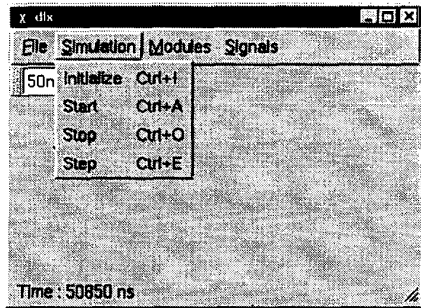 dlx
File Simulation Modules Signals
50n
Initialize Ctrl+I
Start Ctrl+A
Stop Ctrl+O
Step Ctrl+E
Time : 50850 ns